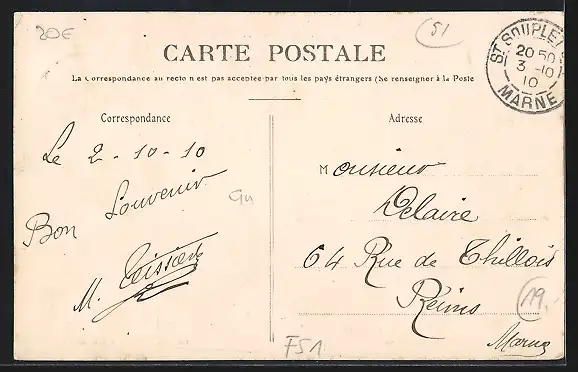 20€
51
CARTE POSTALE
La Correspondance au recto n'est pas acceptée par tous les pays étrangers (Se renseigner à la Poste
ST SOUPLET
20 50
3 -10
10
MARNE
Correspondance
Adresse
Le 2-10-10
Bon Souvenir
M.
Monsieur
Delaire
64 Rue de Thillois
Reims
Marne
19
F51